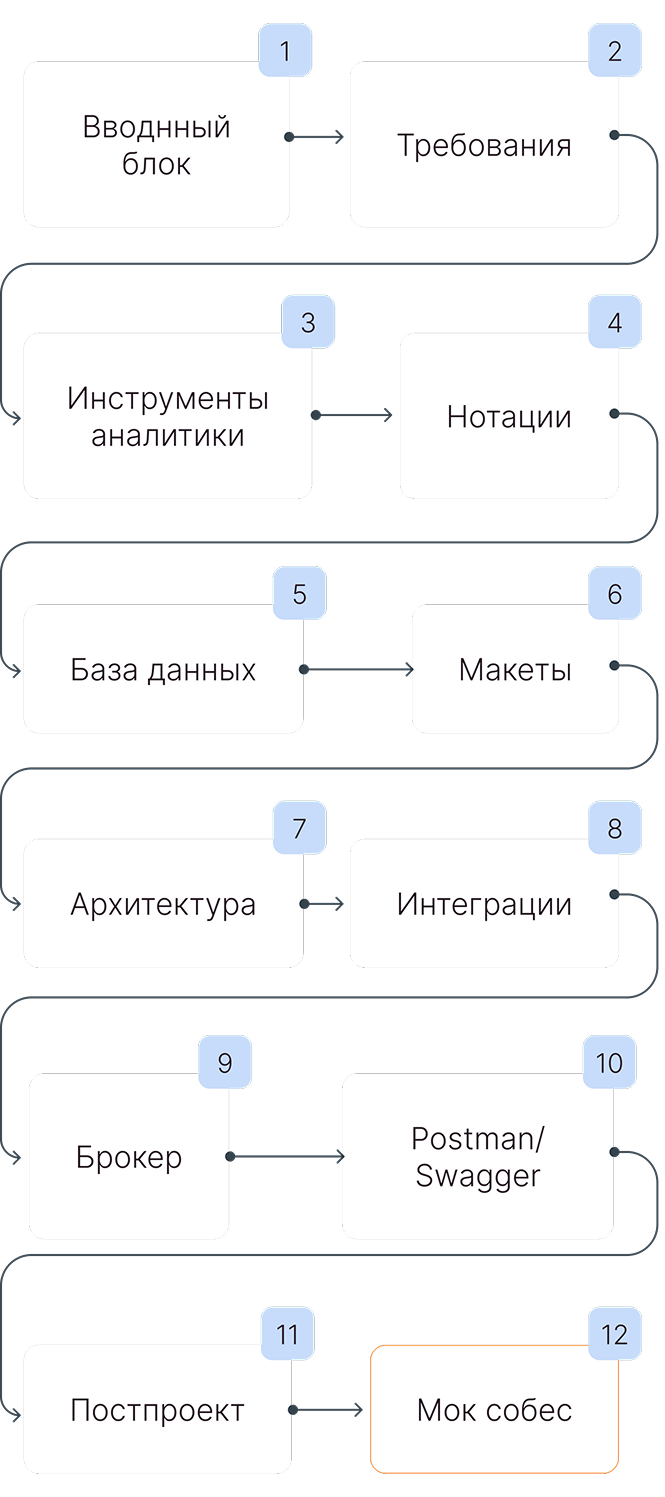 1
Вводнный
блок
2
Требования
3
Инструменты
аналитики
4
Нотации
5
База данных
6
Макеты
7
Архитектура
8
Интеграции
9
Брокер
10
Postman/
Swagger
11
Постпроект
12
Мок собес